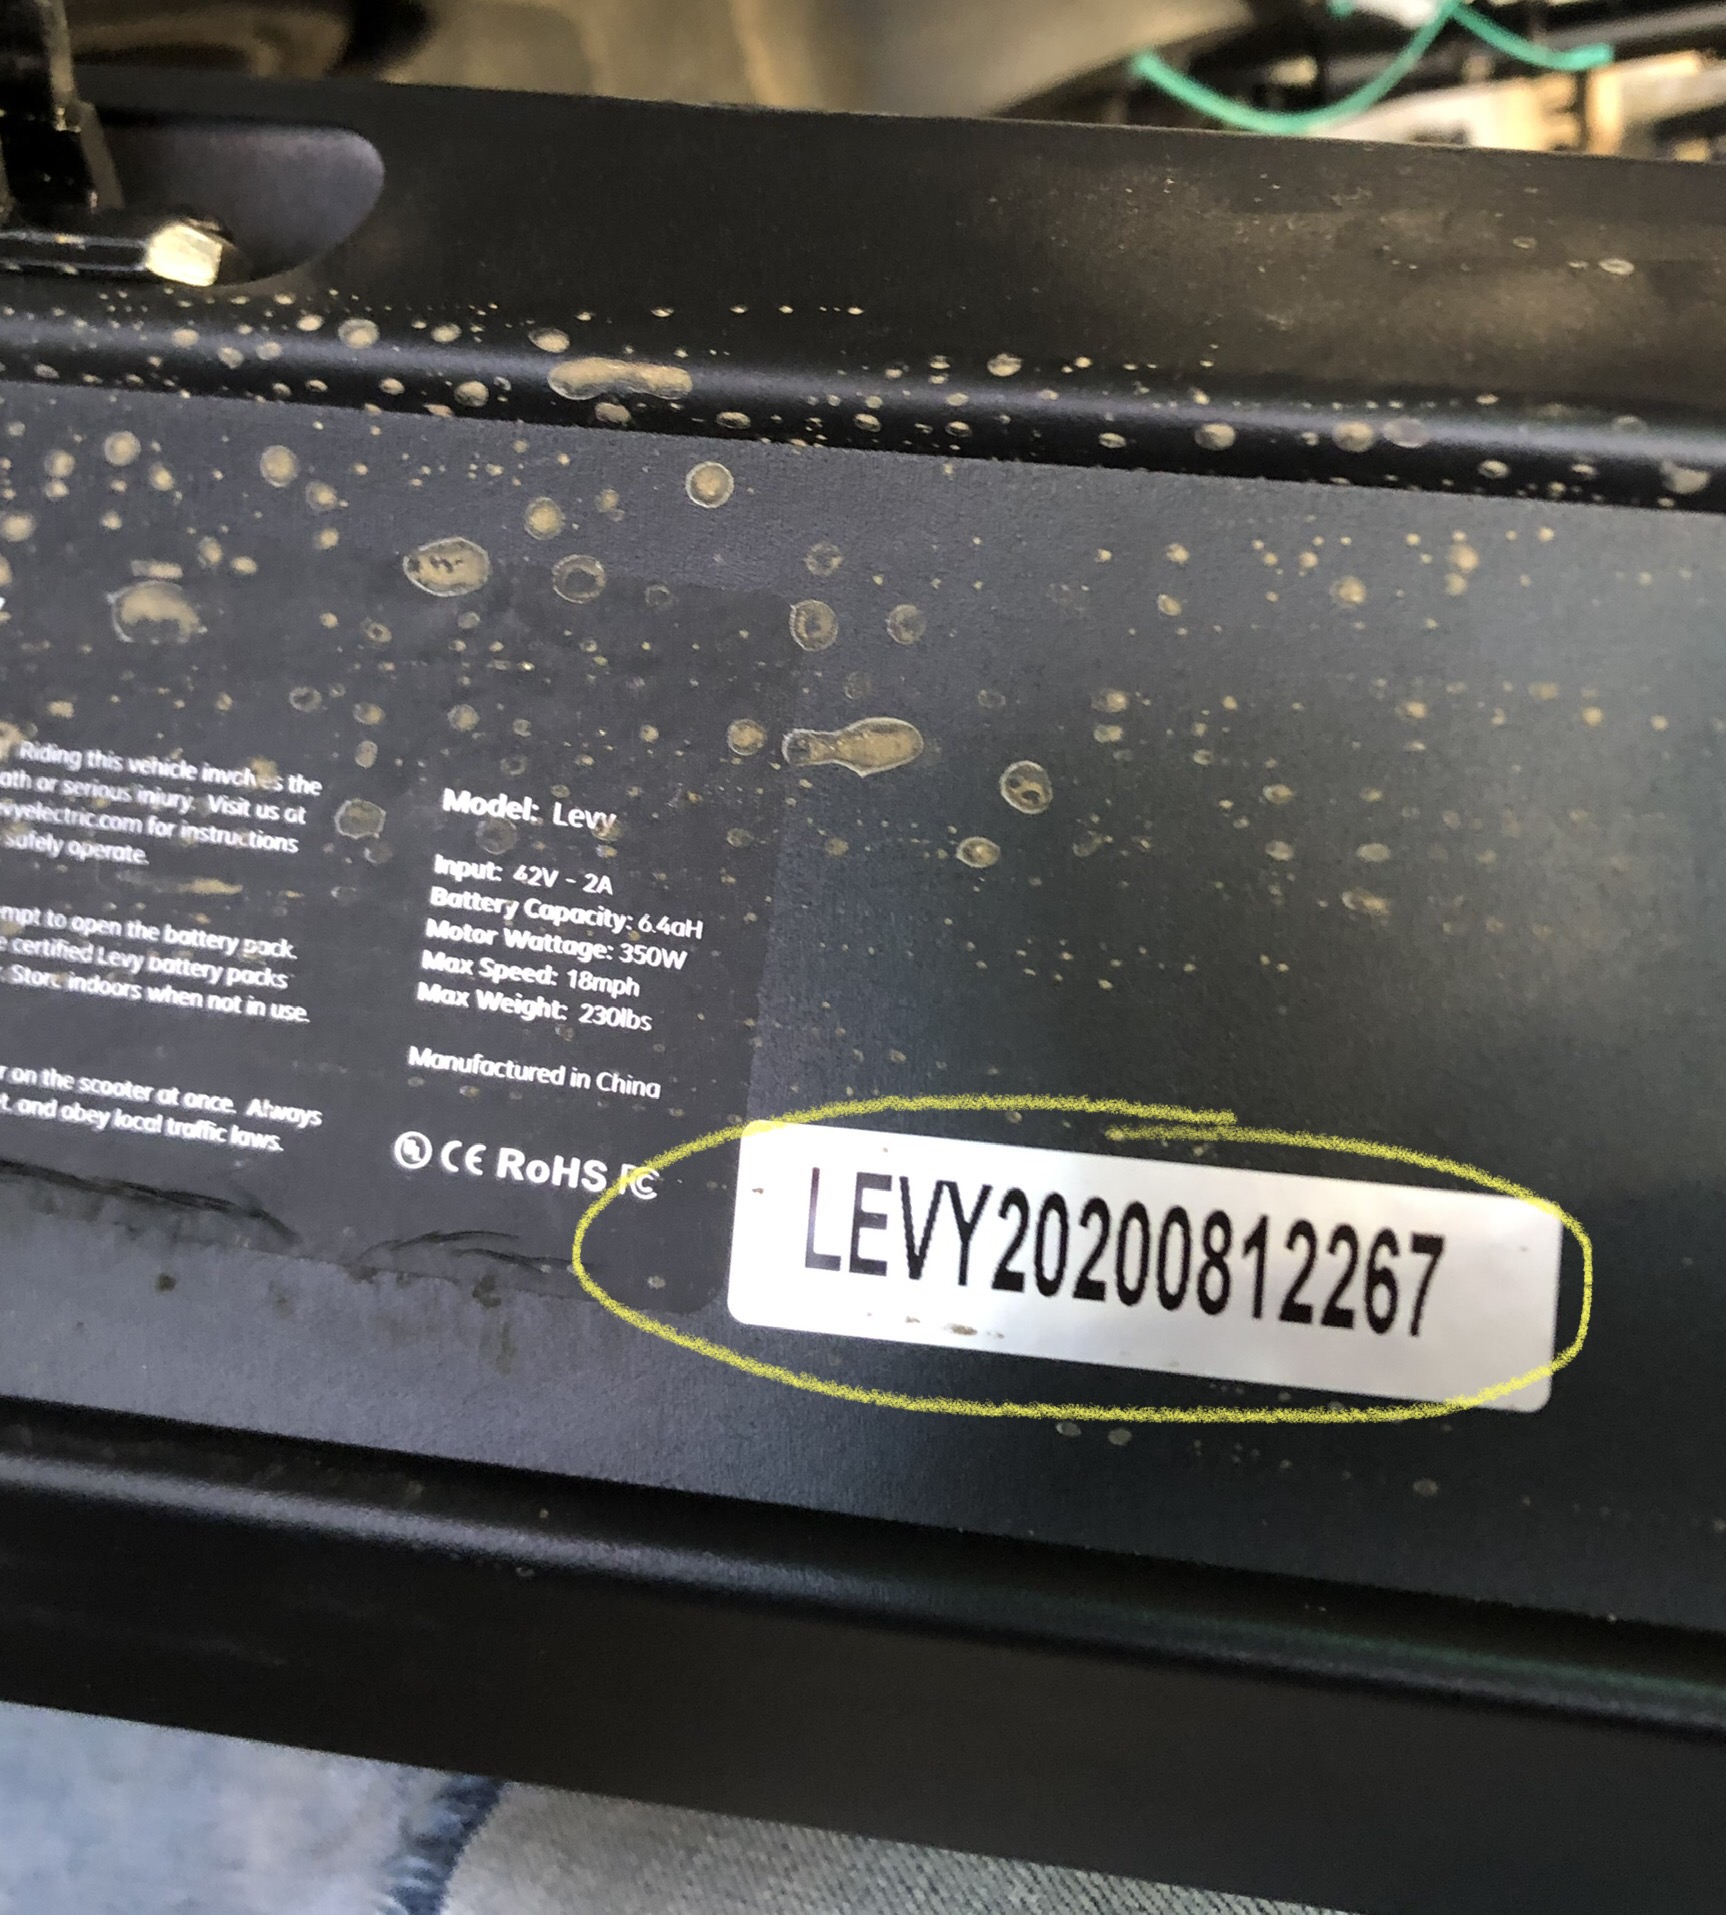 Riding this vehicle involves the
ath or serious injury. Visit us at
vyelectric.com for instructions
safely operate.
mpt to open the battery pack.
e certified Levy battery packs
. Store indoors when not in use.
r on the scooter at once. Always
t, and obey local traffic laws.
Model: Levy
Input: 42V - 2A
Battery Capacity: 6.4aH
Motor Wattage: 350W
Max Speed: 18mph
Max Weight: 230lbs
Manufactured in China
UL CE RoHS FC
LEVY20200812267